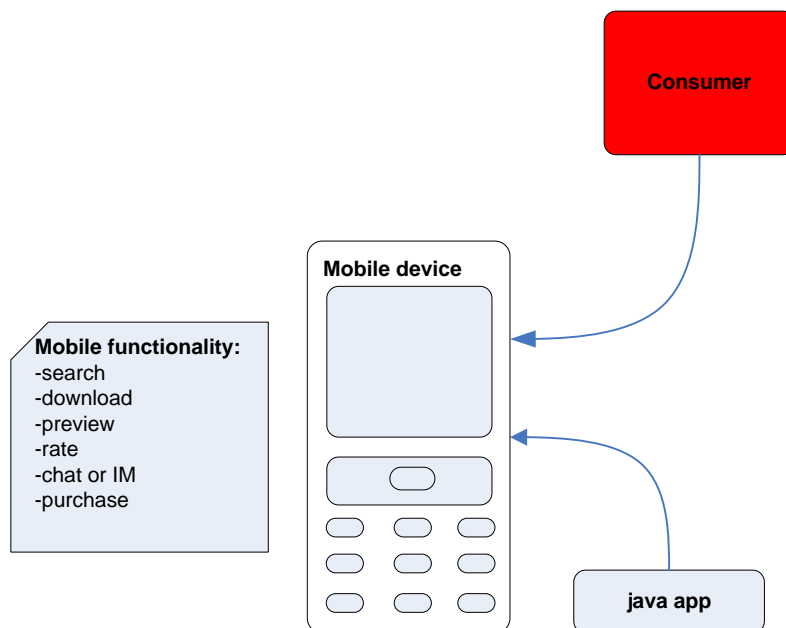 Consumer
Mobile device
Mobile functionality:
-search
-download
-preview
-rate
-chat or IM
-purchase
java app